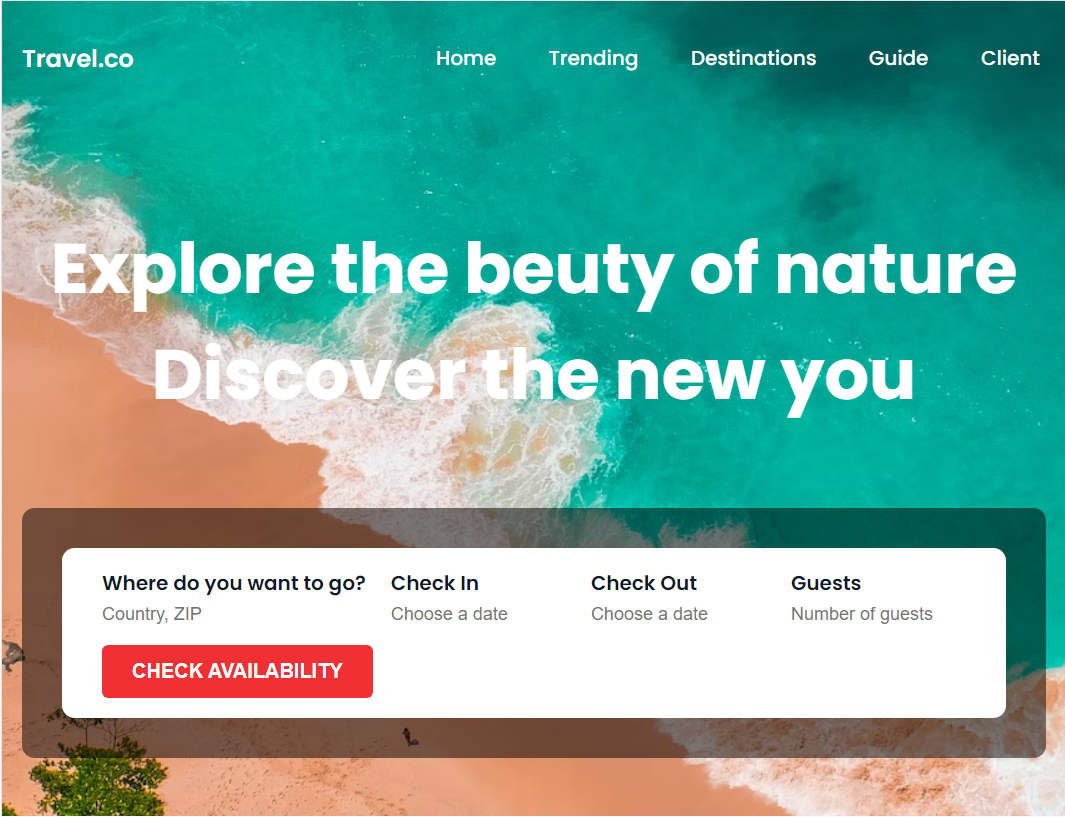 Travel.co Home Trending Destinations Guide Client
Explore the beuty of nature
Discover the new you
Where do you want to go? Check In Check Out Guests
Country, ZIP Choose a date Choose a date Number of guests
CHECK AVAILABILITY